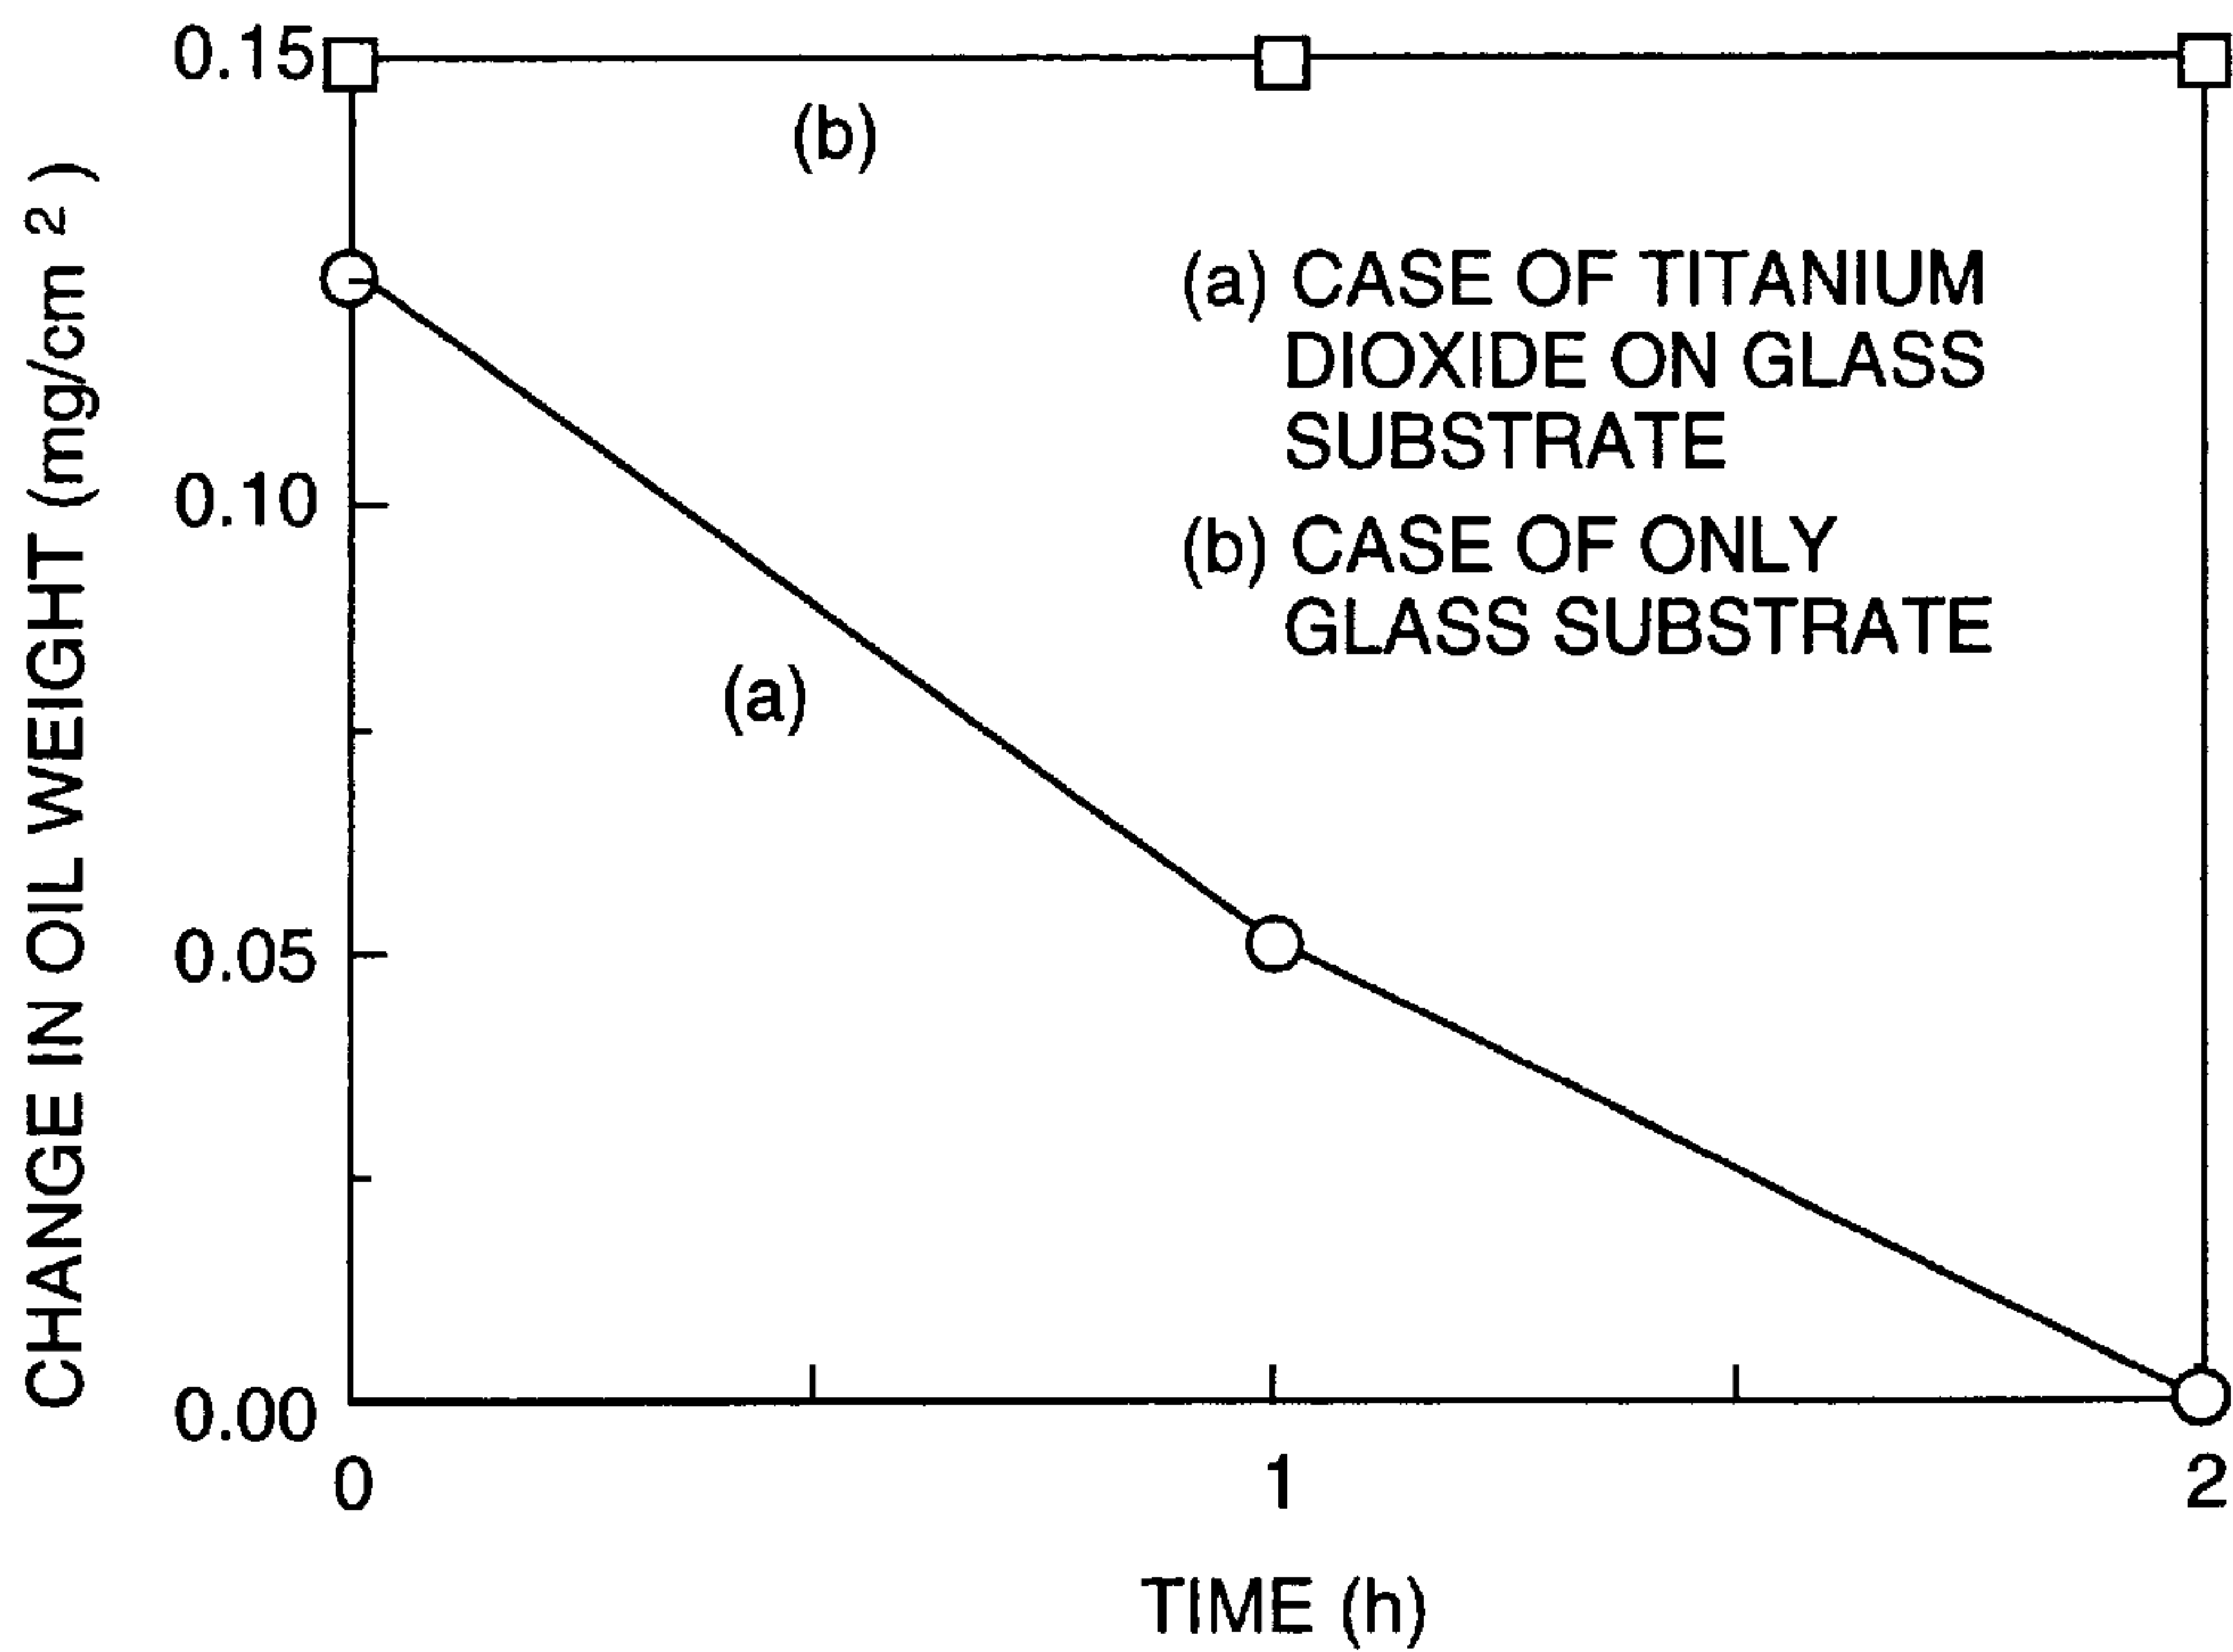 CHANGE IN OIL WEIGHT (mg/cm 2 )
0.15
0.10
0.05
0.00
(b)
(a)
(a) CASE OF TITANIUM
DIOXIDE ON GLASS
SUBSTRATE
(b) CASE OF ONLY
GLASS SUBSTRATE
0 1 2
TIME (h)